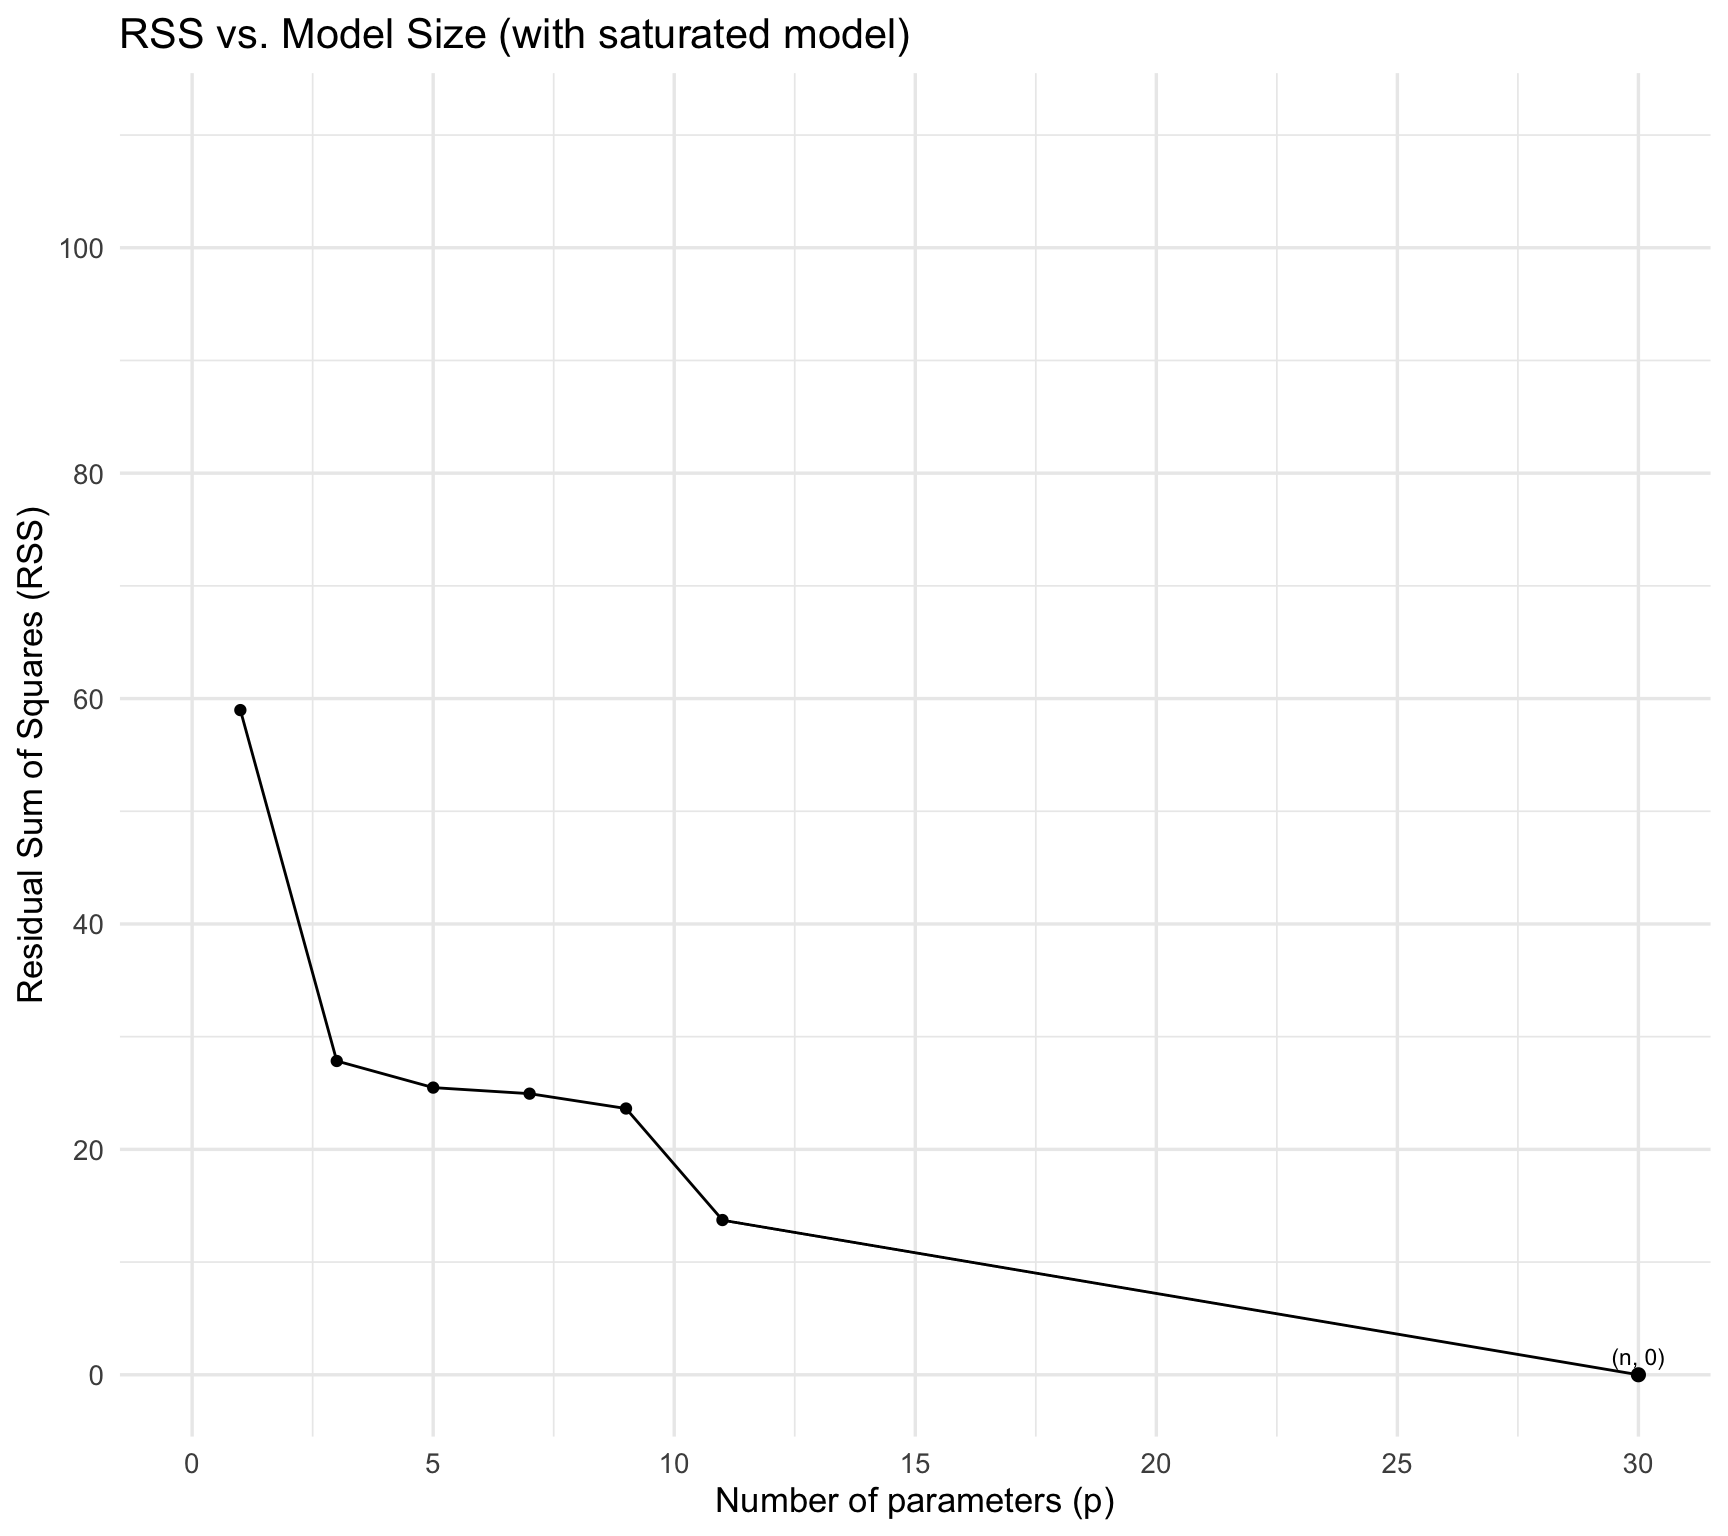 RSS vs. Model Size (with saturated model)
Residual Sum of Squares (RSS)
100
80
60
40
20
0
(n, 0)
0 5 10 15 20 25 30
Number of parameters (p)